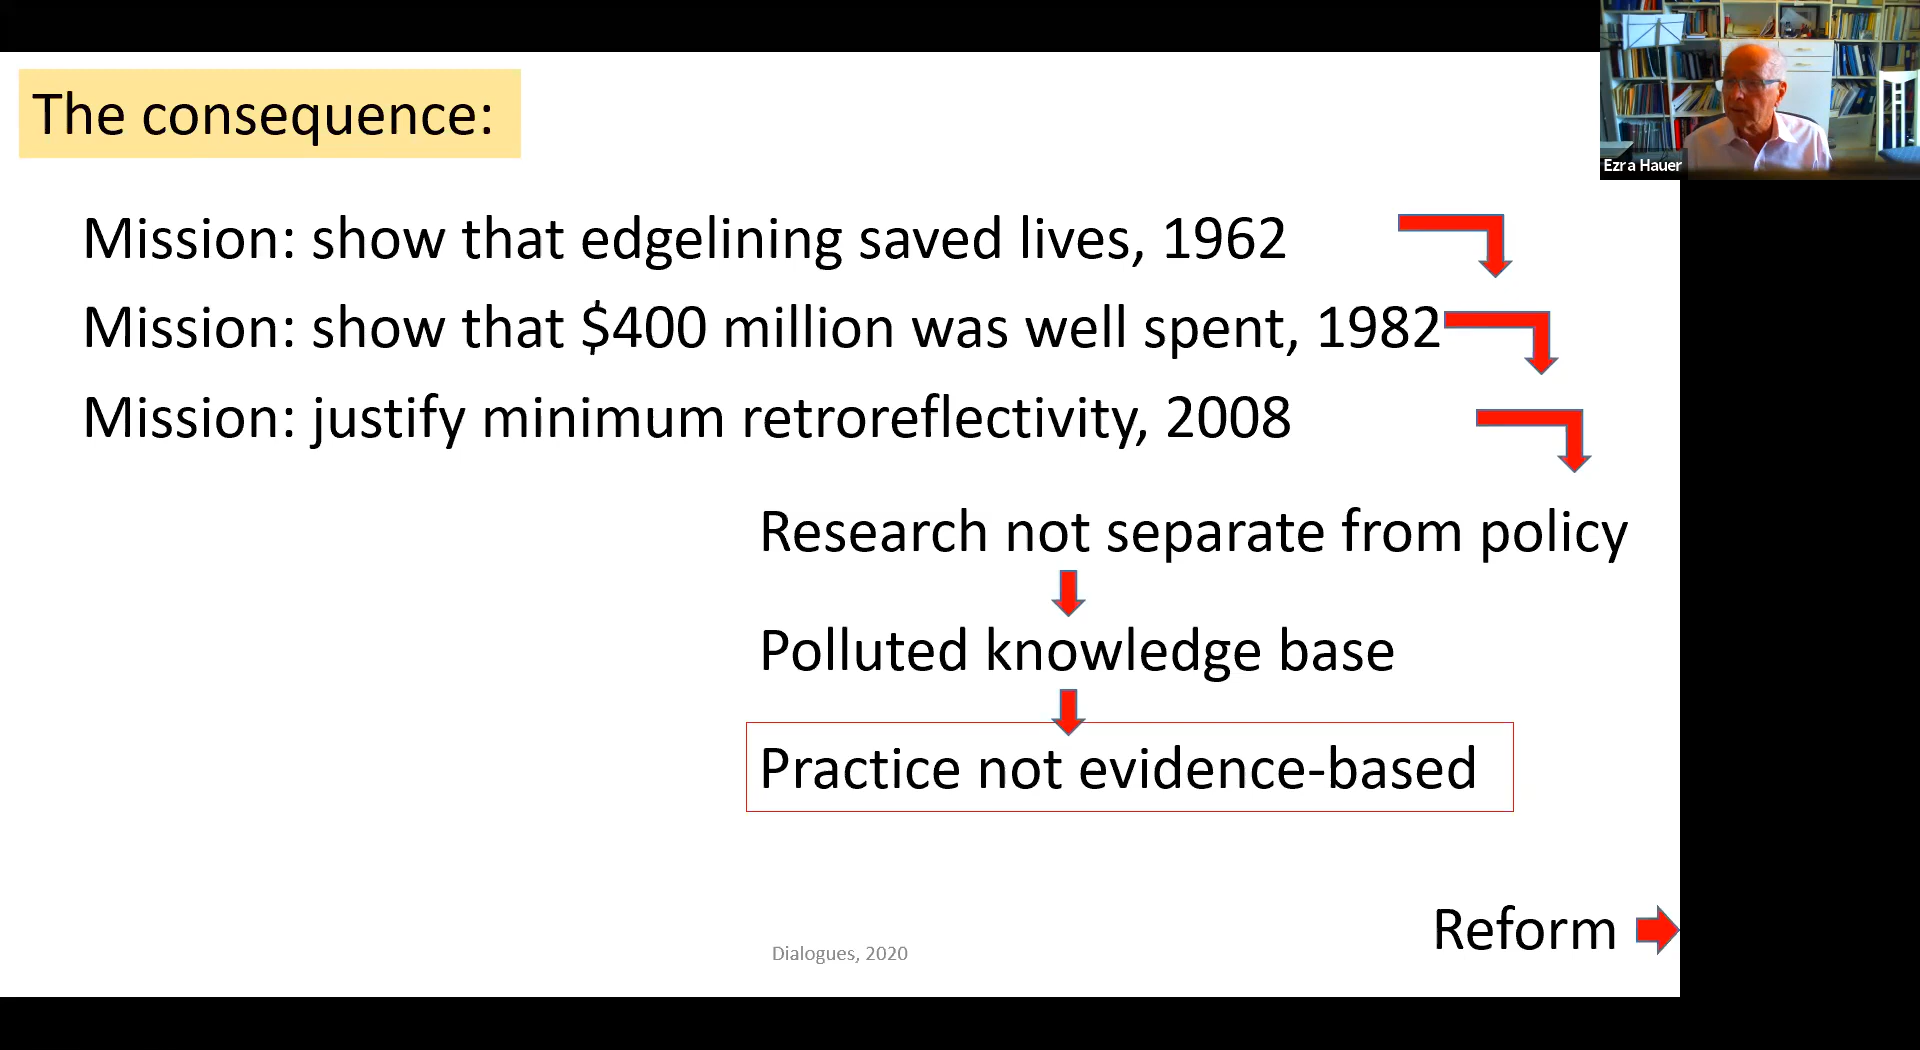 The consequence:
Ezra Hauer
Mission: show that edgelining saved lives, 1962
Mission: show that $400 million was well spent, 1982
Mission: justify minimum retroreflectivity, 2008
Research not separate from policy
Polluted knowledge base
Practice not evidence-based
Reform
Dialogues, 2020